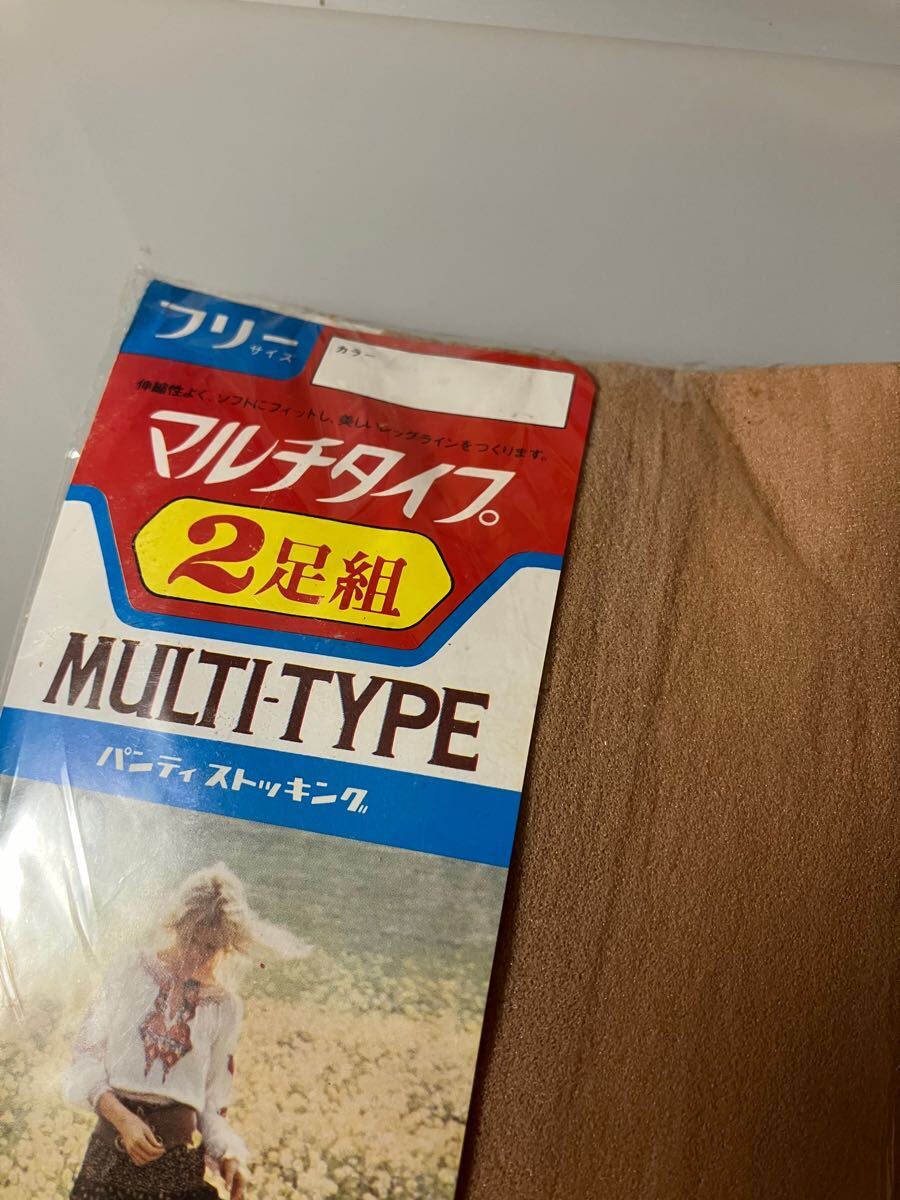 フリー
サイズ
カラー
伸縮性よく、ソフトにフィットし、美しいレッグラインをつくります。
マルチタイプ。
2足組
MULTI-TYPE
パンティストッキング